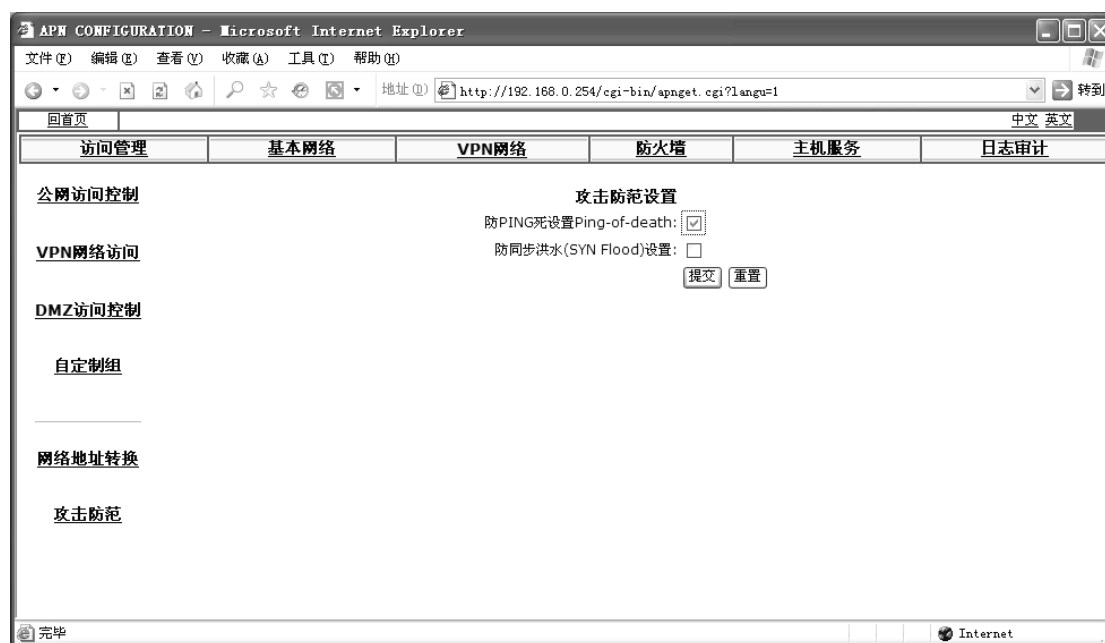 APN CONFIGURATION - Microsoft Internet Explorer
文件(F) 编辑(E) 查看(V) 收藏(A) 工具(T) 帮助(H)
地址(D) http://192.168.0.254/cgi-bin/apnget.cgi?langu=1 转到
回首页 中文 英文
访问管理 基本网络 VPN网络 防火墙 主机服务 日志审计
公网访问控制
攻击防范设置
防PING死设置Ping-of-death:
VPN网络访问
防同步洪水(SYN Flood)设置:
提交 重置
DMZ访问控制
自定制组
网络地址转换
攻击防范
完毕 Internet